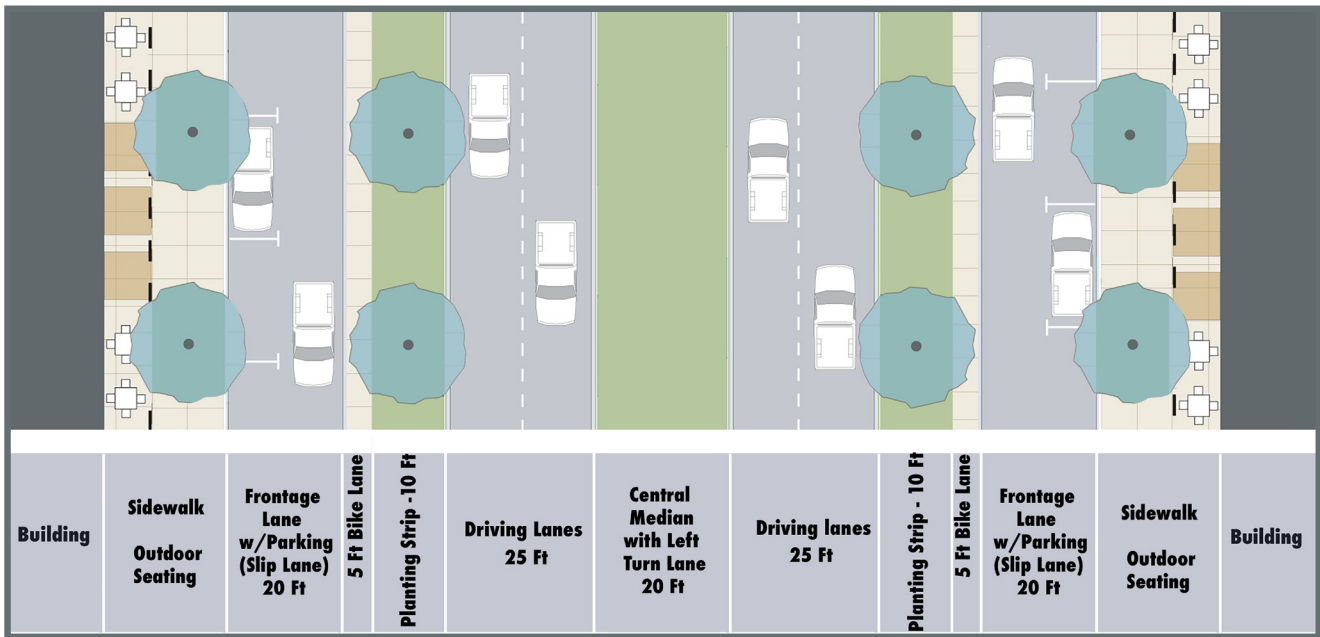 Building
Sidewalk
Outdoor
Seating
Frontage
Lane
w/Parking
(Slip Lane)
20 Ft
5 Ft Bike Lane
Planting Strip -10 Ft
Driving Lanes
25 Ft
Central
Median
with Left
Turn Lane
20 Ft
Driving lanes
25 Ft
Planting Strip - 10 Ft
5 Ft Bike Lane
Frontage
Lane
w/Parking
(Slip Lane)
20 Ft
Sidewalk
Outdoor
Seating
Building